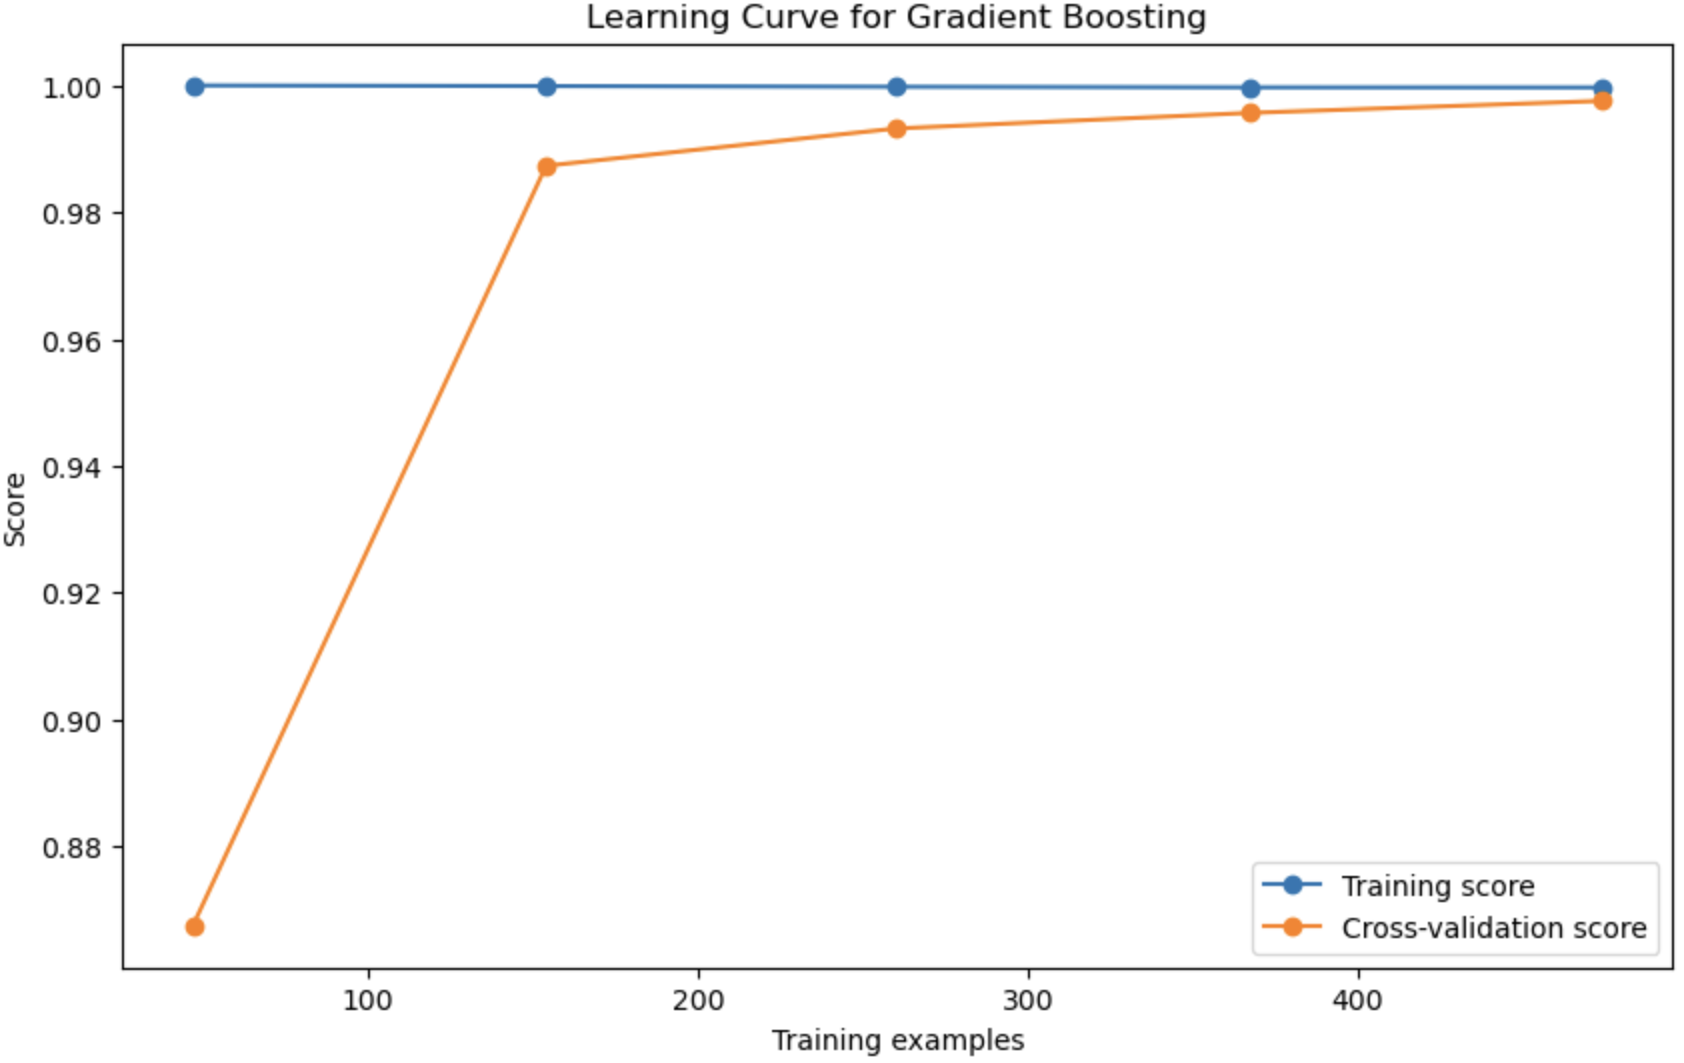 Learning Curve for Gradient Boosting
1.00
0.98
0.96
0.94
0.92
0.90
0.88
Score
100 200 300 400
Training examples
Training score
Cross-validation score